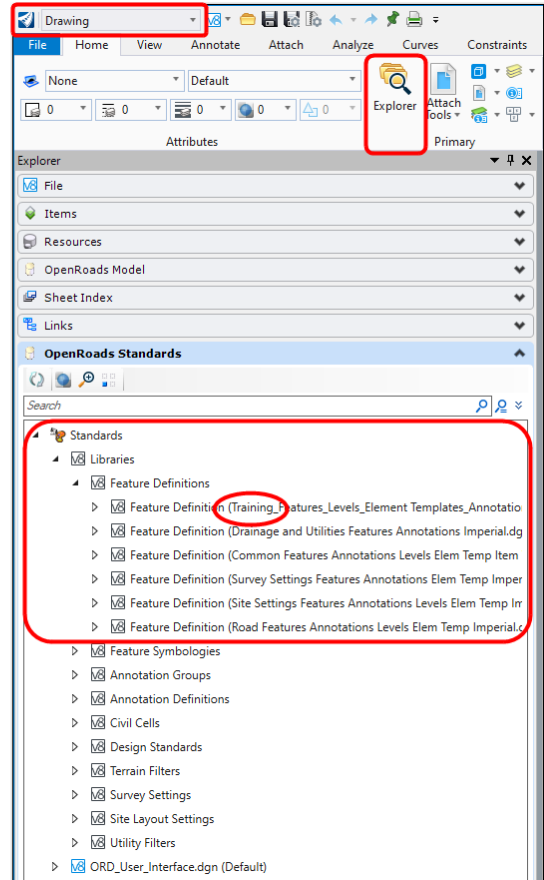 Drawing
File Home View Annotate Attach Analyze Curves Constraints
None Default
0 0 0 0 0
Explorer
Attach Tools
Attributes Primary
Explorer
File
Items
Resources
OpenRoads Model
Sheet Index
Links
OpenRoads Standards
Search
Standards
Libraries
Feature Definitions
Feature Definition (Training_Features_Levels_Element Templates_Annotatio
Feature Definition (Drainage and Utilities Features Annotations Imperial.dg
Feature Definition (Common Features Annotations Levels Elem Temp Item
Feature Definition (Survey Settings Features Annotations Elem Temp Imper
Feature Definition (Site Settings Features Annotations Levels Elem Temp Im
Feature Definition (Road Features Annotations Levels Elem Temp Imperial.c
Feature Symbologies
Annotation Groups
Annotation Definitions
Civil Cells
Design Standards
Terrain Filters
Survey Settings
Site Layout Settings
Utility Filters
ORD_User_Interface.dgn (Default)